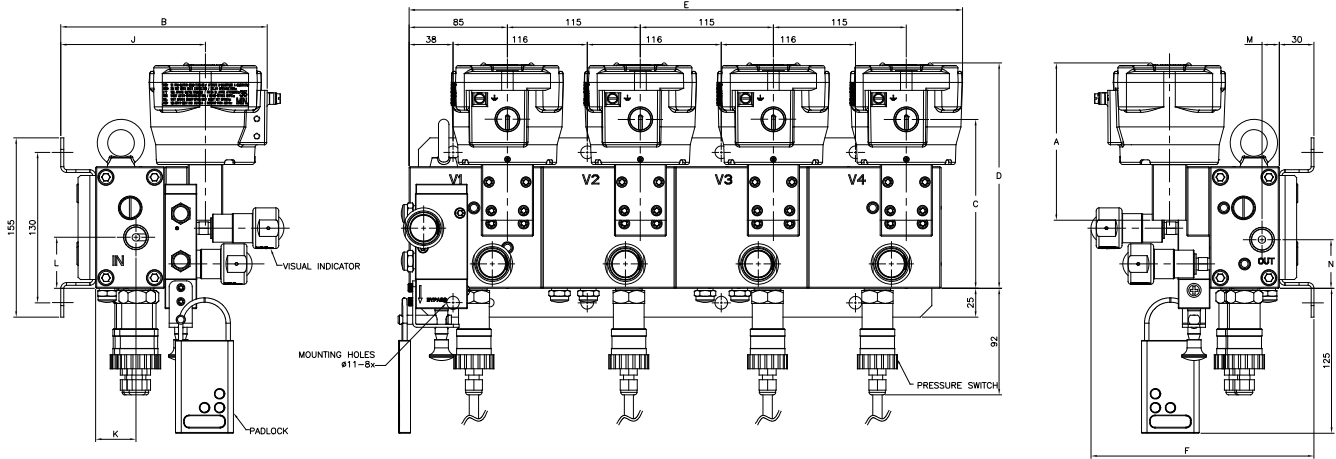 B
J
155
130
L
IN
K
VISUAL INDICATOR
PADLOCK
E
85
115
115
115
38
116
116
116
V1
V2
V3
V4
BYPASS
MOUNTING HOLES
ø11-8x
PRESSURE SWITCH
D
C
25
92
M
30
A
OUT
N
125
F